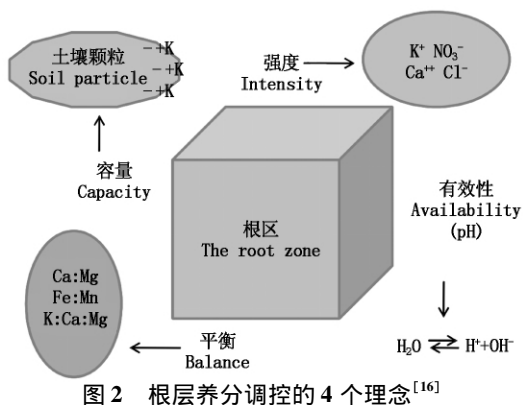 土壤颗粒
Soil particle
−+K
−+K
−+K
强度
Intensity
K⁺ NO₃⁻
Ca⁺⁺ Cl⁻
容量
Capacity
根区
The root zone
有效性
Availability
(pH)
Ca:Mg
Fe:Mn
K:Ca:Mg
平衡
Balance
H₂O ⇌ H⁺+OH⁻
图 2 根层养分调控的 4 个理念[16]